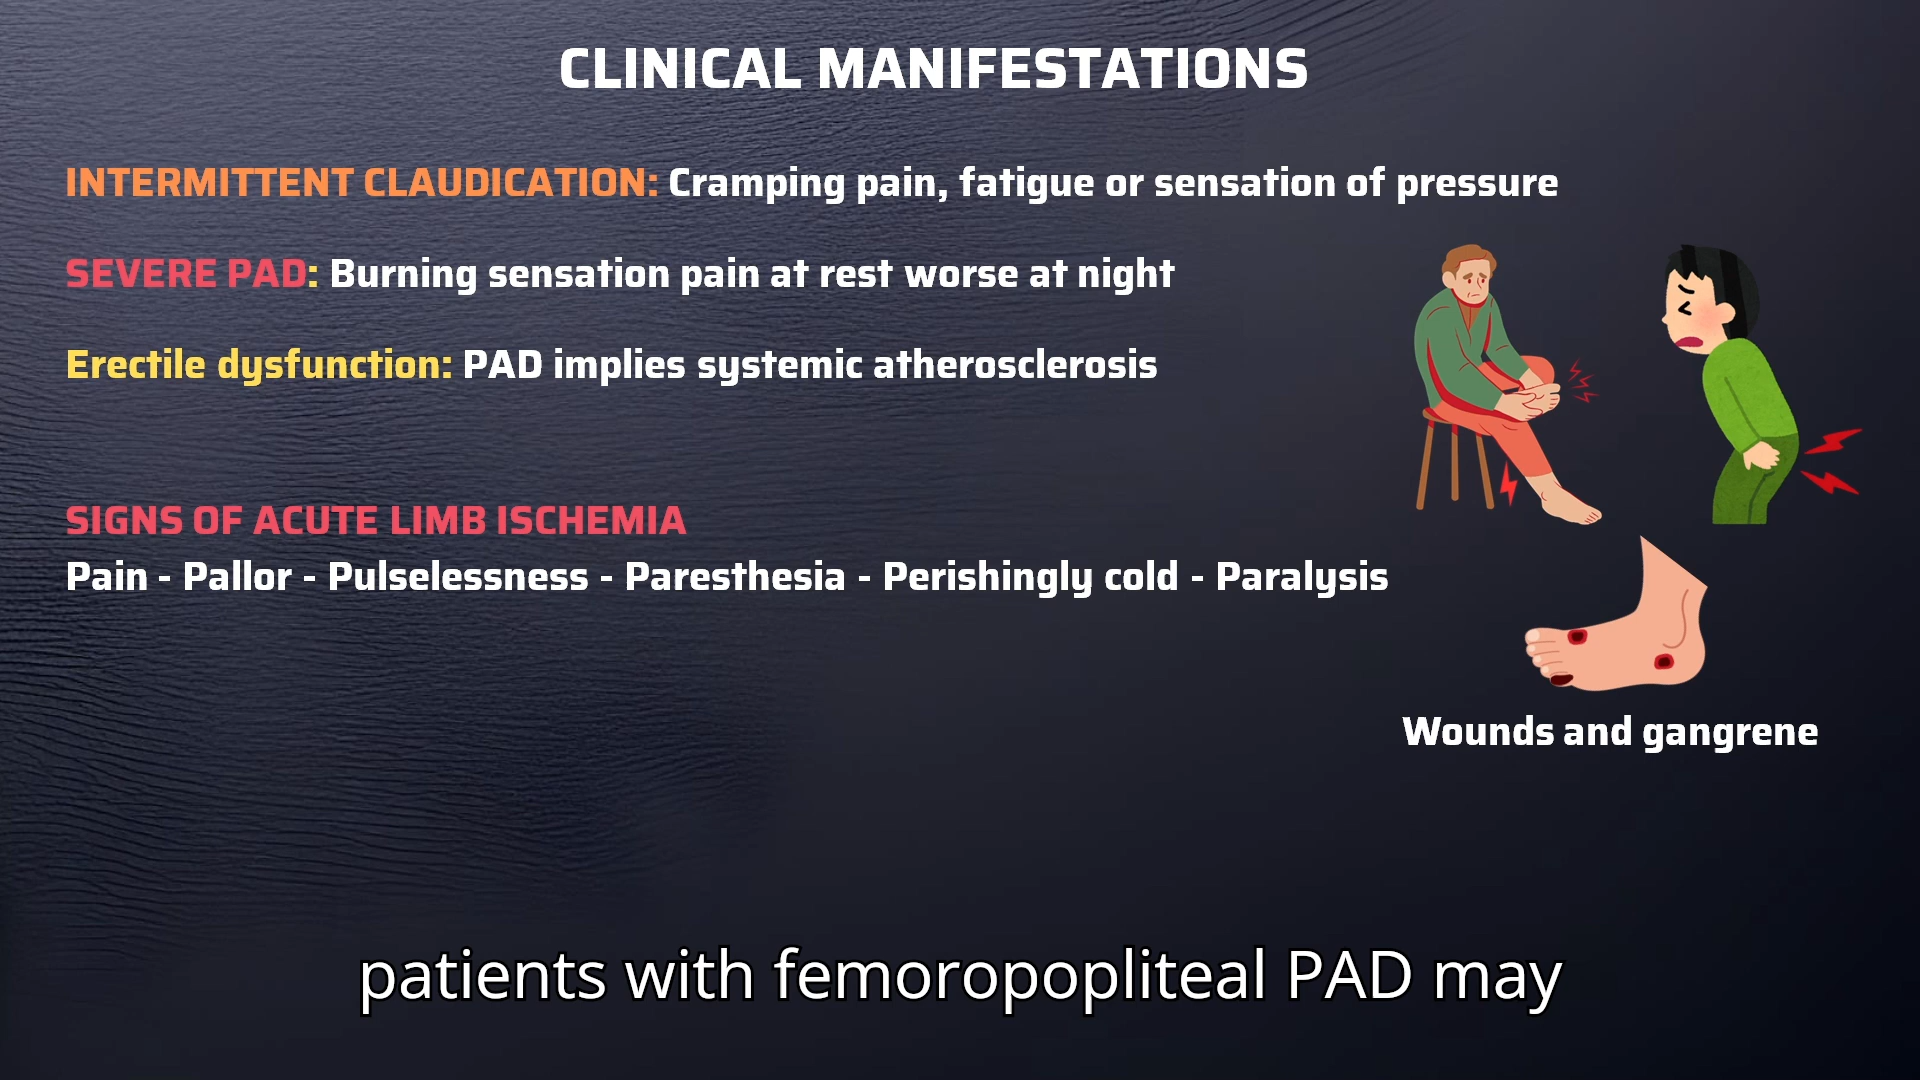 CLINICAL MANIFESTATIONS
INTERMITTENT CLAUDICATION: Cramping pain, fatigue or sensation of pressure
SEVERE PAD: Burning sensation pain at rest worse at night
Erectile dysfunction: PAD implies systemic atherosclerosis
SIGNS OF ACUTE LIMB ISCHEMIA
Pain - Pallor - Pulselessness - Paresthesia - Perishingly cold - Paralysis
Wounds and gangrene
patients with femoropopliteal PAD may